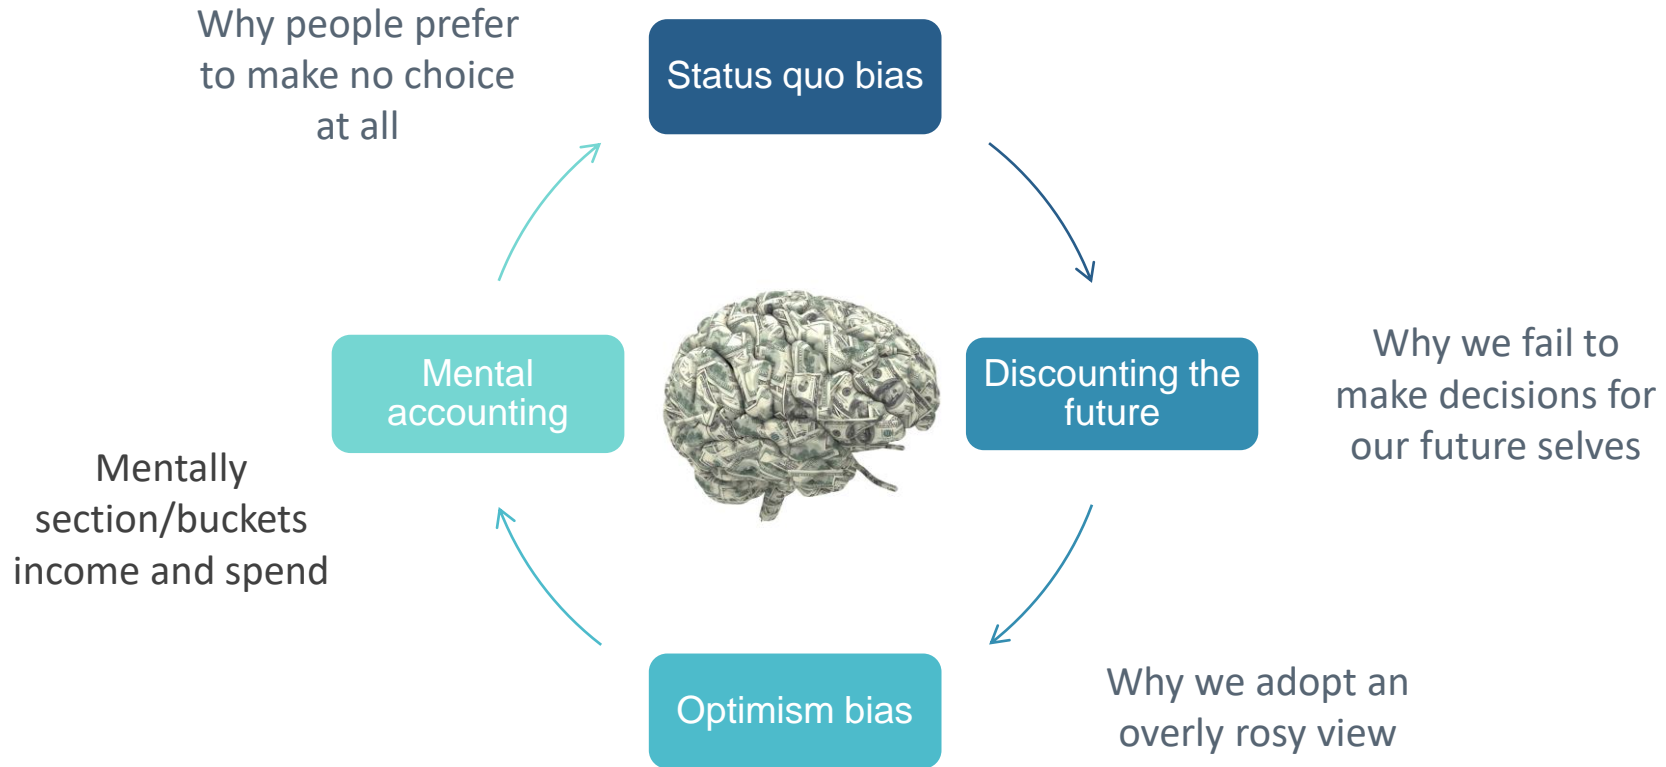 Why people prefer
to make no choice
at all
Status quo bias
Discounting the
future
Why we fail to
make decisions for
our future selves
Optimism bias
Why we adopt an
overly rosy view
Mental
accounting
Mentally
section/buckets
income and spend